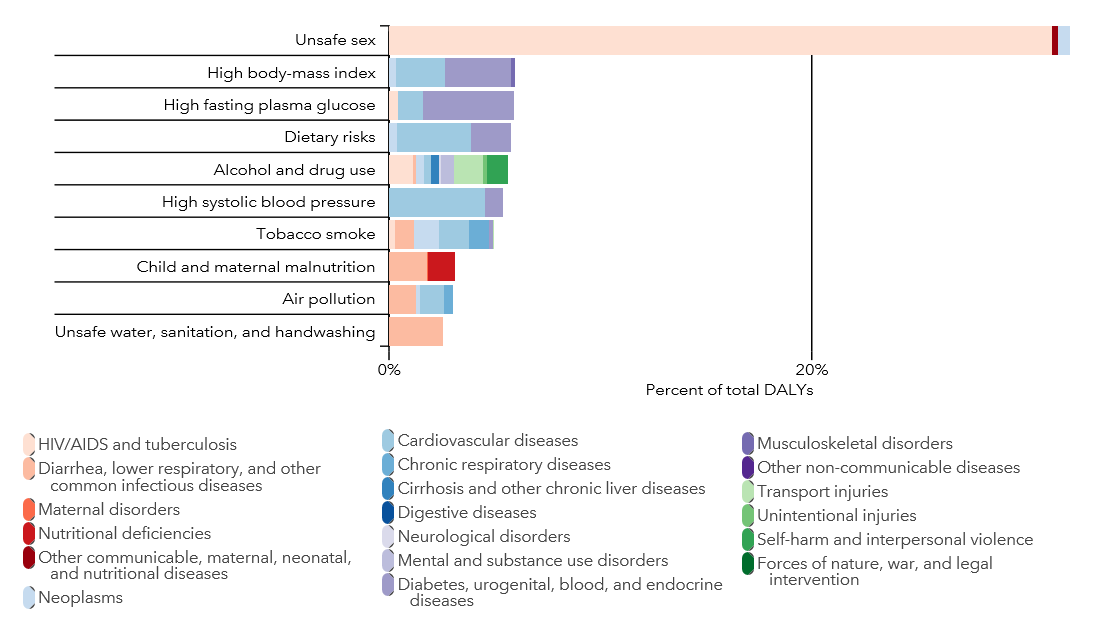 Unsafe sex
High body-mass index
High fasting plasma glucose
Dietary risks
Alcohol and drug use
High systolic blood pressure
Tobacco smoke
Child and maternal malnutrition
Air pollution
Unsafe water, sanitation, and handwashing
0%
20%
Percent of total DALYs
HIV/AIDS and tuberculosis
Diarrhea, lower respiratory, and other
common infectious diseases
Maternal disorders
Nutritional deficiencies
Other communicable, maternal, neonatal,
and nutritional diseases
Neoplasms
Cardiovascular diseases
Chronic respiratory diseases
Cirrhosis and other chronic liver diseases
Digestive diseases
Neurological disorders
Mental and substance use disorders
Diabetes, urogenital, blood, and endocrine
diseases
Musculoskeletal disorders
Other non-communicable diseases
Transport injuries
Unintentional injuries
Self-harm and interpersonal violence
Forces of nature, war, and legal
intervention